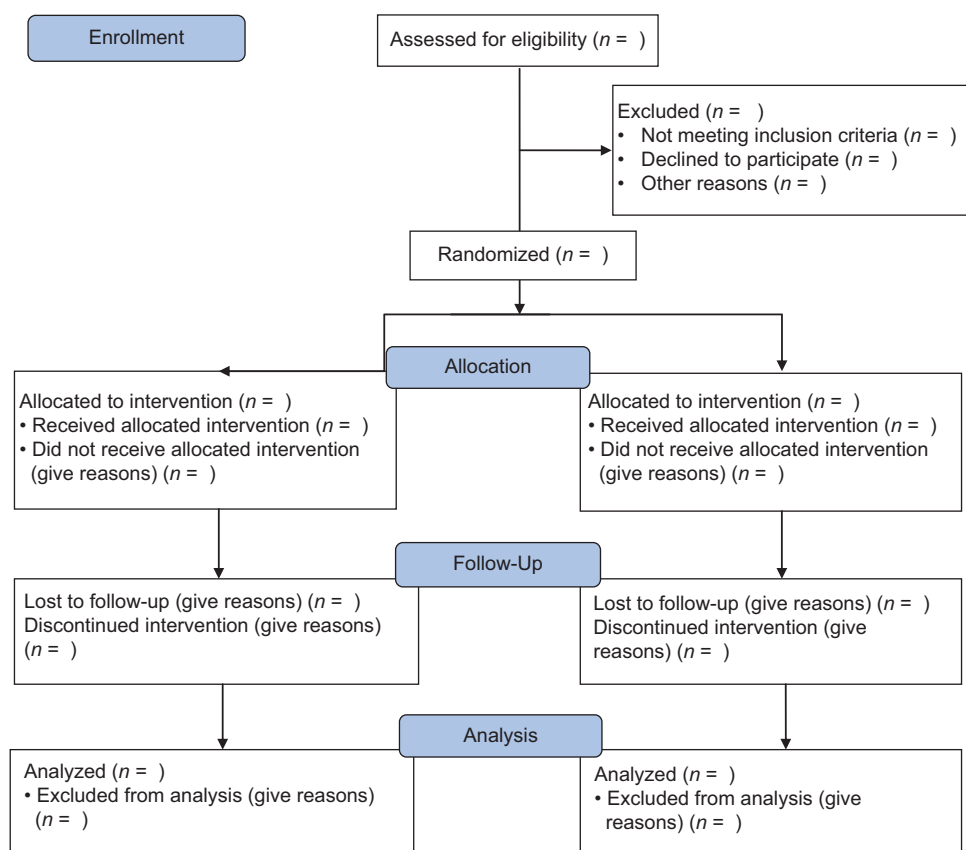 Enrollment
Assessed for eligibility (n = )
Excluded (n = )
• Not meeting inclusion criteria (n = )
• Declined to participate (n = )
• Other reasons (n = )
Randomized (n = )
Allocation
Allocated to intervention (n = )
• Received allocated intervention (n = )
• Did not receive allocated intervention
(give reasons) (n = )
Allocated to intervention (n = )
• Received allocated intervention (n = )
• Did not receive allocated intervention
(give reasons) (n = )
Follow-Up
Lost to follow-up (give reasons) (n = )
Discontinued intervention (give reasons)
(n = )
Lost to follow-up (give reasons) (n = )
Discontinued intervention (give
reasons) (n = )
Analysis
Analyzed (n = )
• Excluded from analysis (give reasons)
(n = )
Analyzed (n = )
• Excluded from analysis (give
reasons) (n = )